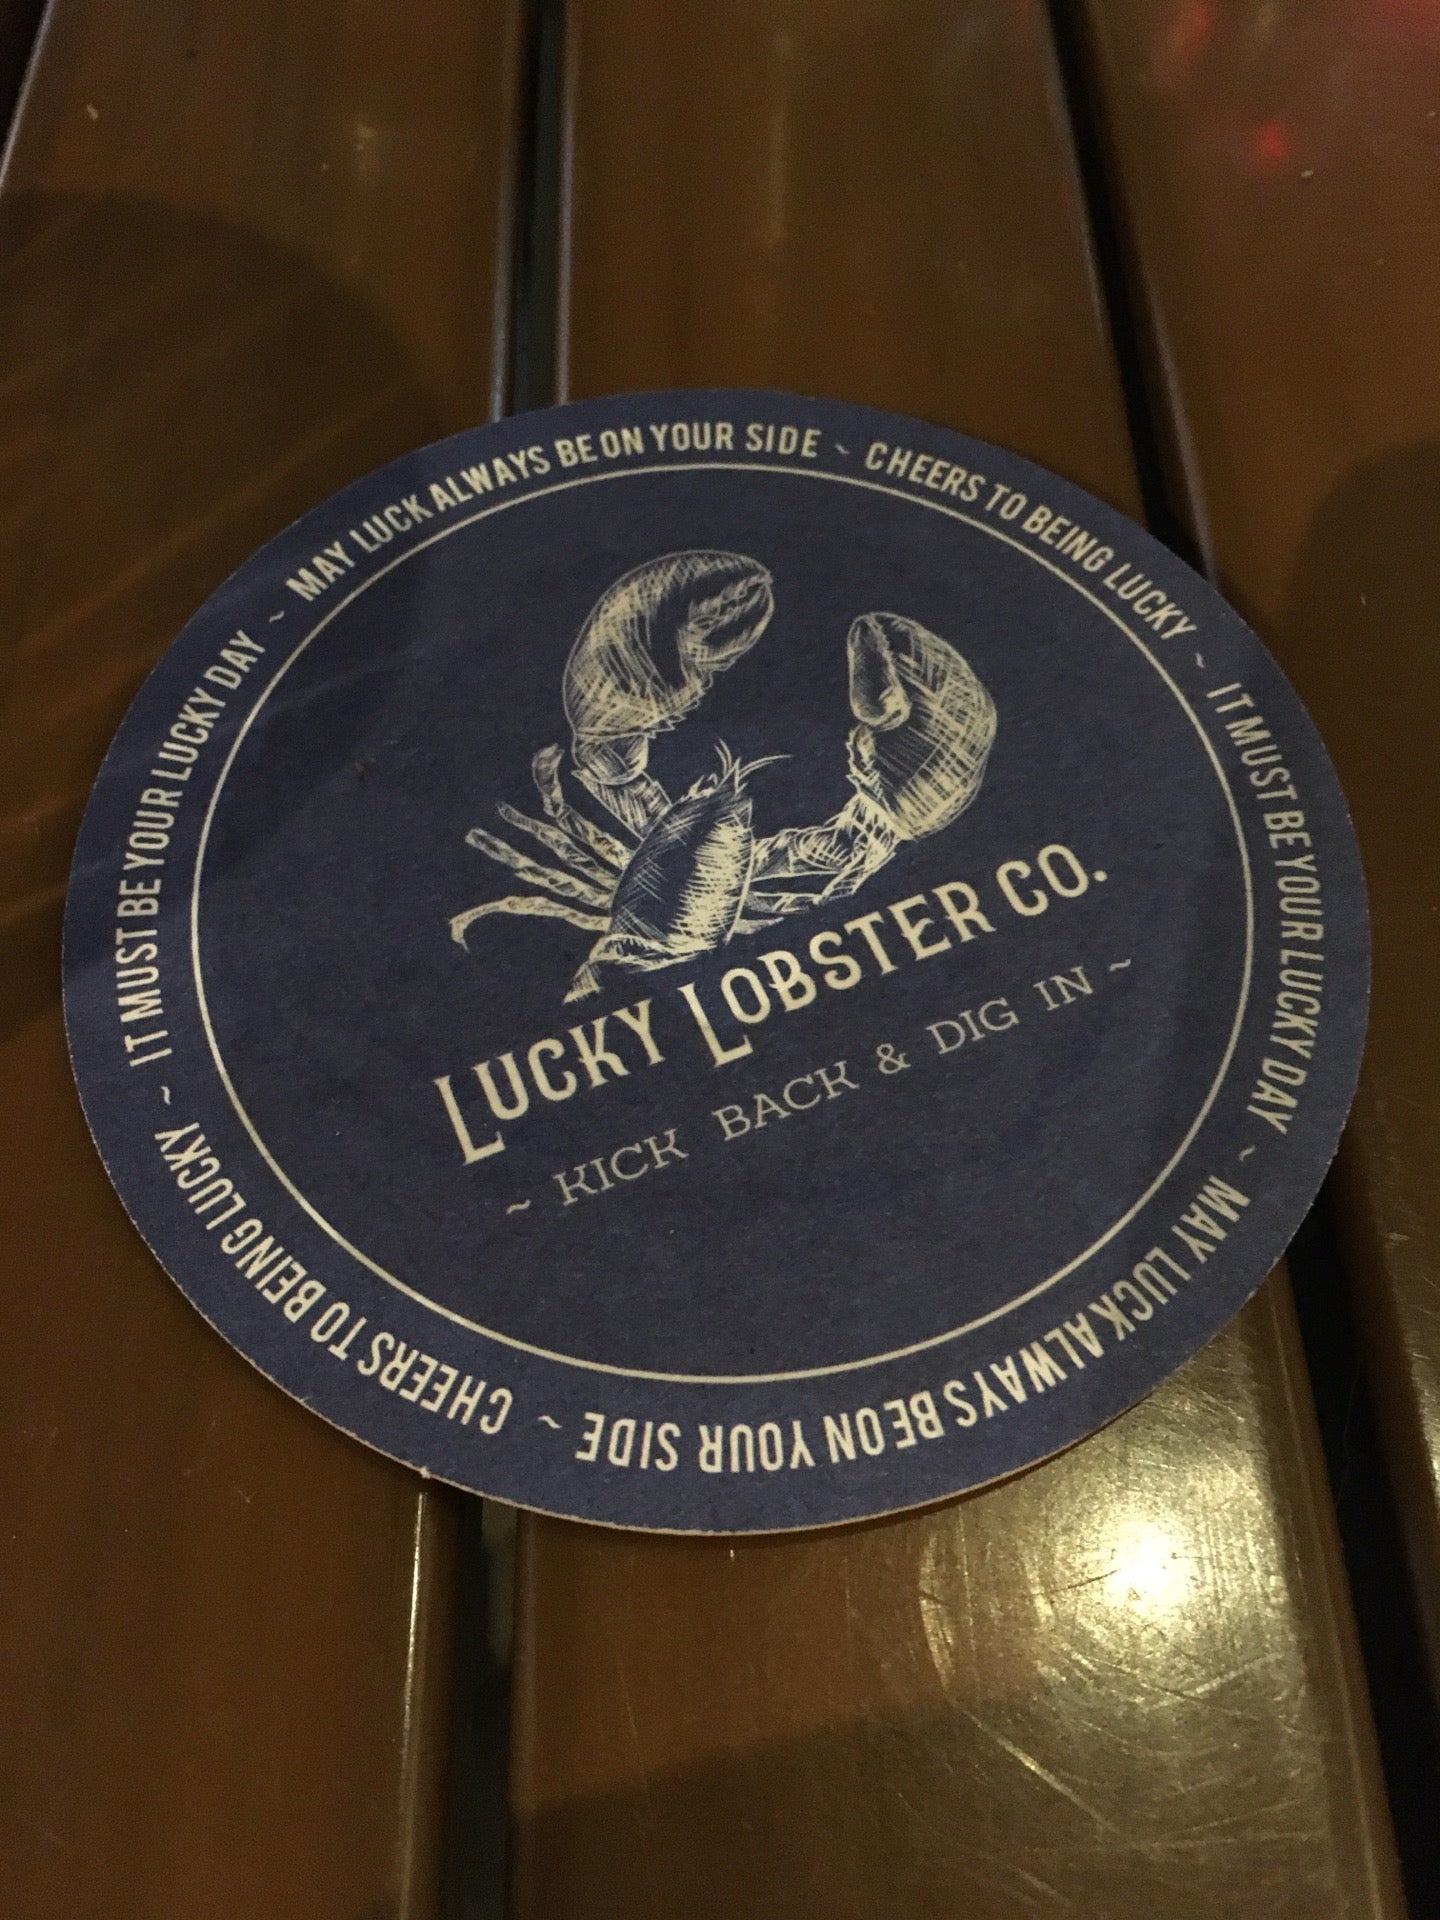 MAY LUCK ALWAYS BE ON YOUR SIDE ~ CHEERS TO BEING LUCKY ~ IT MUST BE YOUR LUCKY DAY ~ MAY LUCK ALWAYS BE ON YOUR SIDE ~ CHEERS TO BEING LUCKY ~ IT MUST BE YOUR LUCKY DAY ~
LUCKY LOBSTER CO.
~ KICK BACK & DIG IN ~